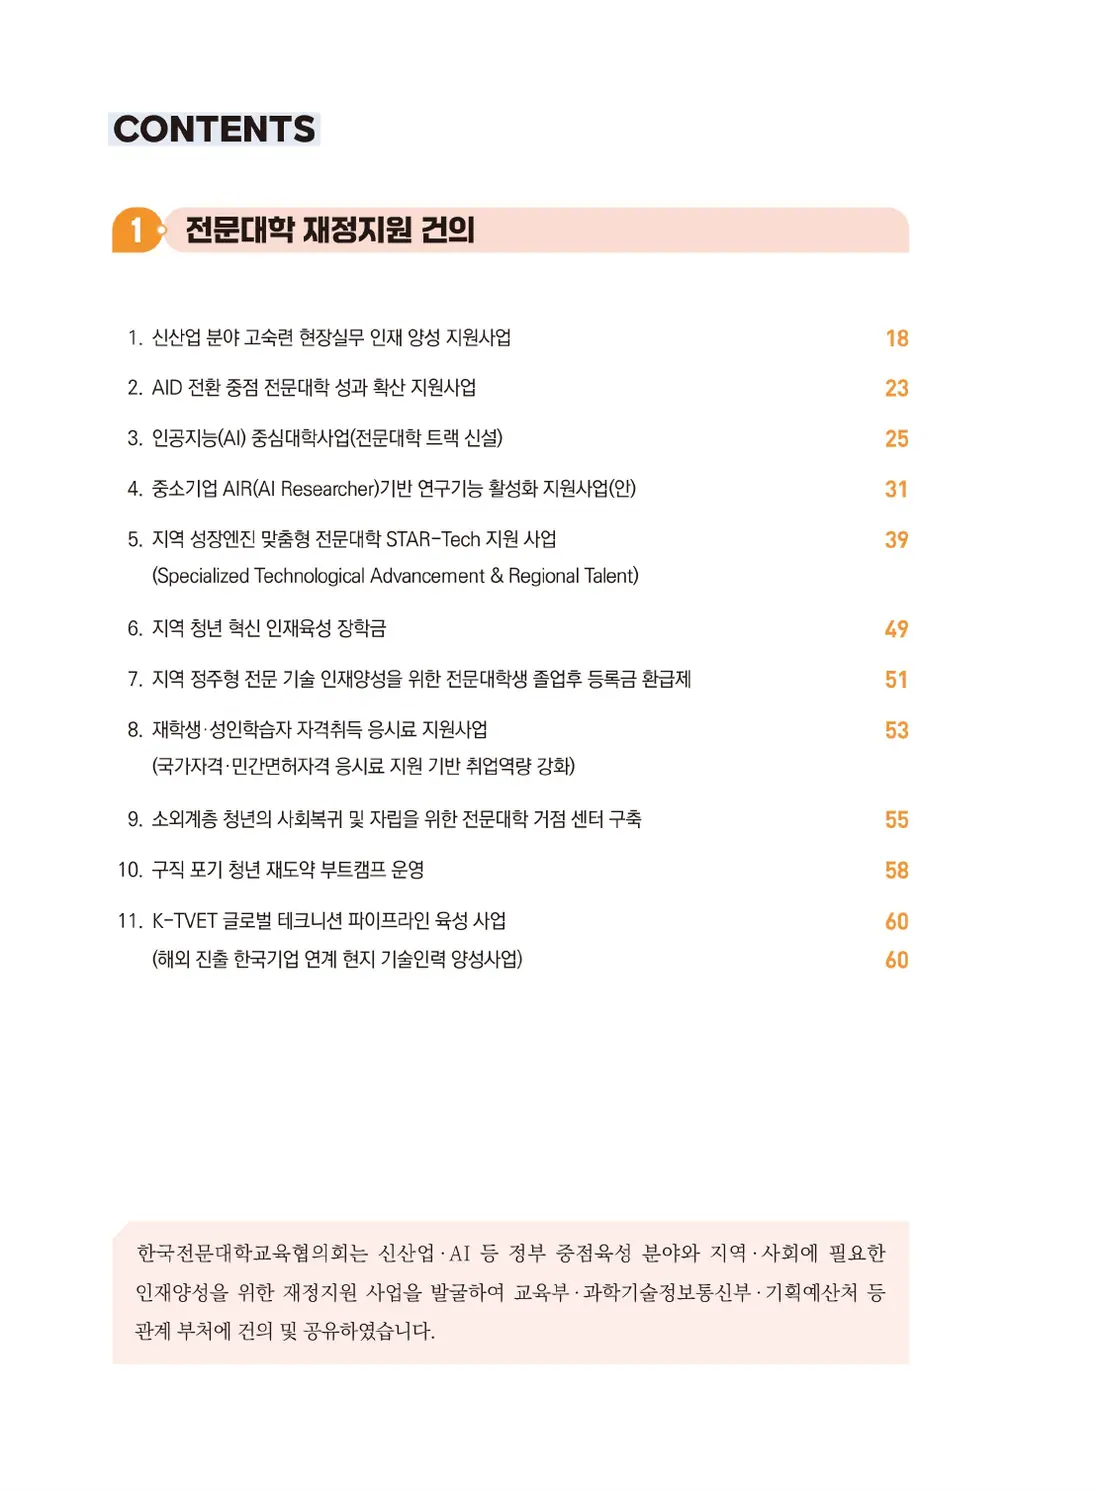 CONTENTS
1 전문대학 재정지원 건의
1. 신산업 분야 고숙련 현장실무 인재 양성 지원사업 18
2. AID 전환 중점 전문대학 성과 확산 지원사업 23
3. 인공지능(AI) 중심대학사업(전문대학 트랙 신설) 25
4. 중소기업 AIR(AI Researcher)기반 연구기능 활성화 지원사업(안) 31
5. 지역 성장엔진 맞춤형 전문대학 STAR-Tech 지원 사업 39
(Specialized Technological Advancement & Regional Talent)
6. 지역 청년 혁신 인재육성 장학금 49
7. 지역 정주형 전문 기술 인재양성을 위한 전문대학생 졸업후 등록금 환급제 51
8. 재학생·성인학습자 자격취득 응시료 지원사업 53
(국가자격·민간면허자격 응시료 지원 기반 취업역량 강화)
9. 소외계층 청년의 사회복귀 및 자립을 위한 전문대학 거점 센터 구축 55
10. 구직 포기 청년 재도약 부트캠프 운영 58
11. K-TVET 글로벌 테크니션 파이프라인 육성 사업 60
(해외 진출 한국기업 연계 현지 기술인력 양성사업) 60
한국전문대학교육협의회는 신산업·AI 등 정부 중점육성 분야와 지역·사회에 필요한
인재양성을 위한 재정지원 사업을 발굴하여 교육부·과학기술정보통신부·기획예산처 등
관계 부처에 건의 및 공유하였습니다.